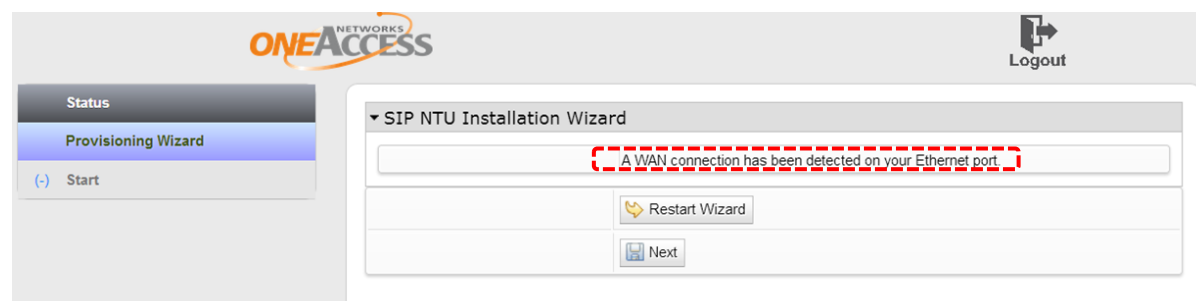 NETWORKS
ONEACCESS
Logout
Status
Provisioning Wizard
(-) Start
SIP NTU Installation Wizard
A WAN connection has been detected on your Ethernet port.
Restart Wizard
Next